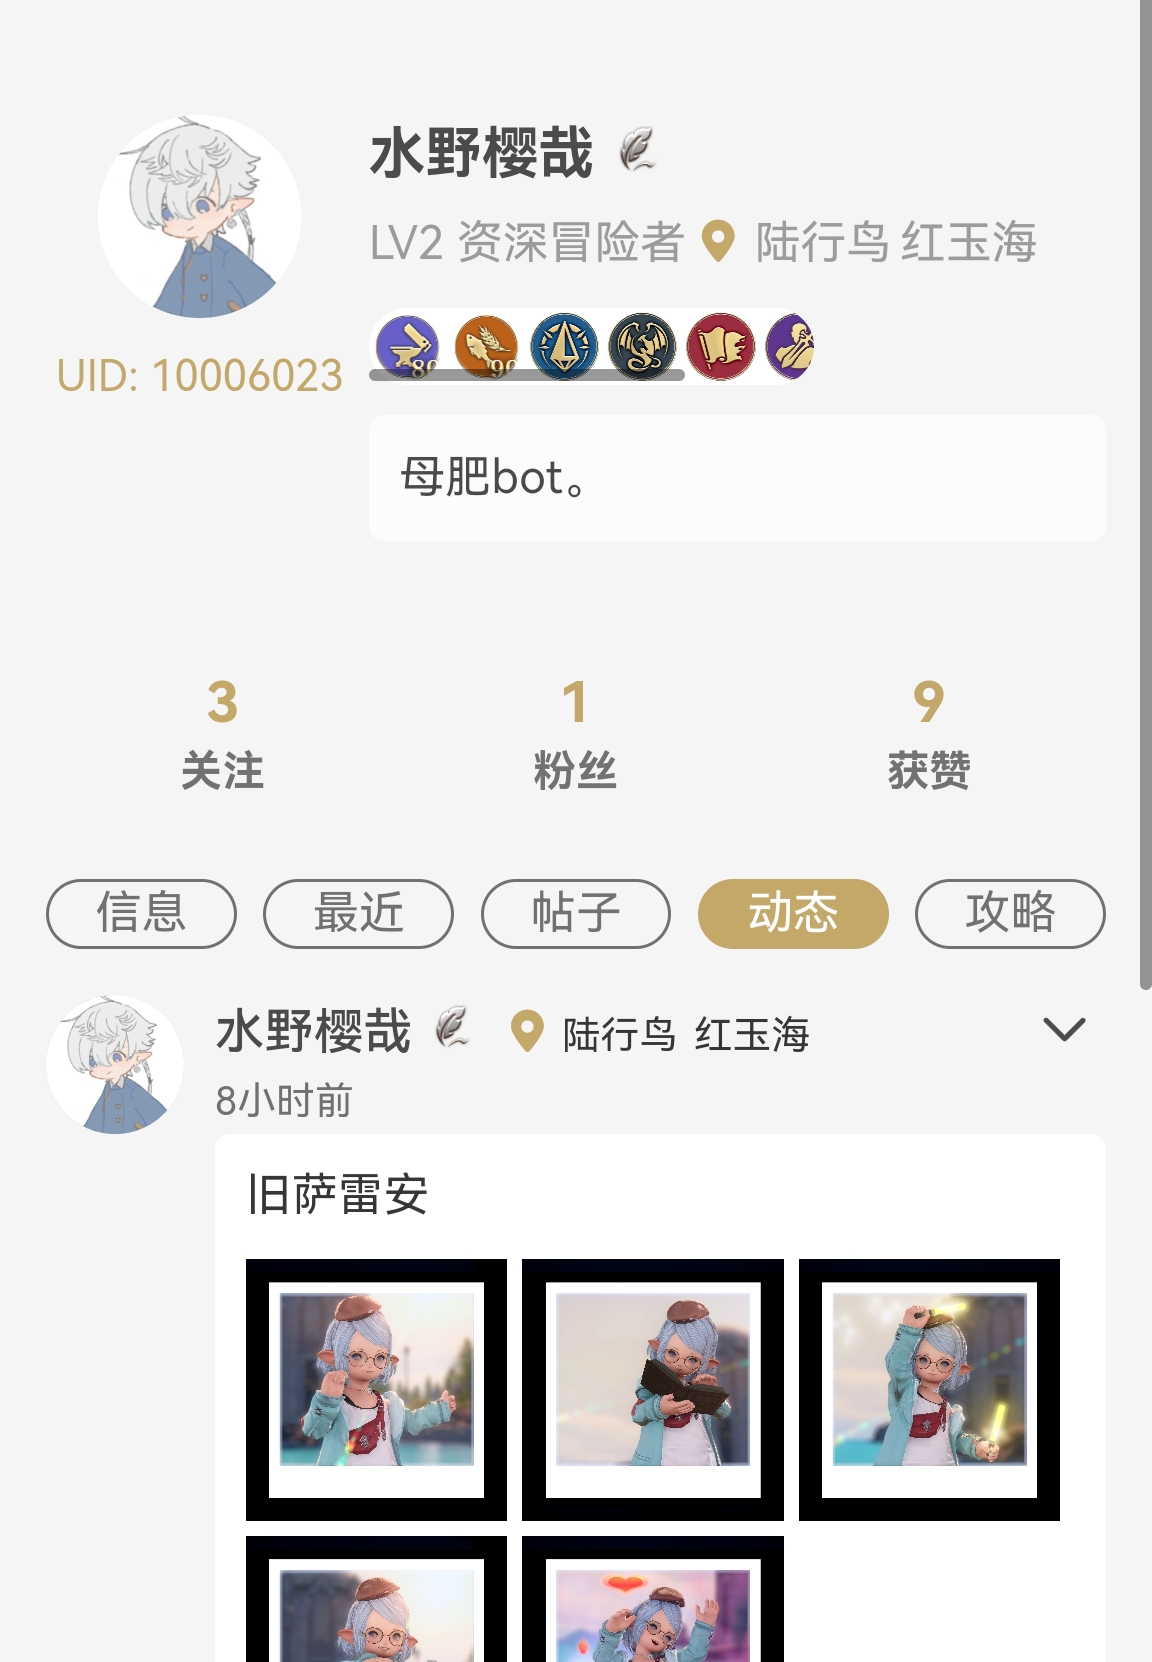 水野樱哉
LV2 资深冒险者 陆行鸟 红玉海
UID: 10006023
80 90
母肥bot。
3 1 9
关注 粉丝 获赞
信息 最近 帖子 动态 攻略
水野樱哉 陆行鸟 红玉海
8小时前
旧萨雷安